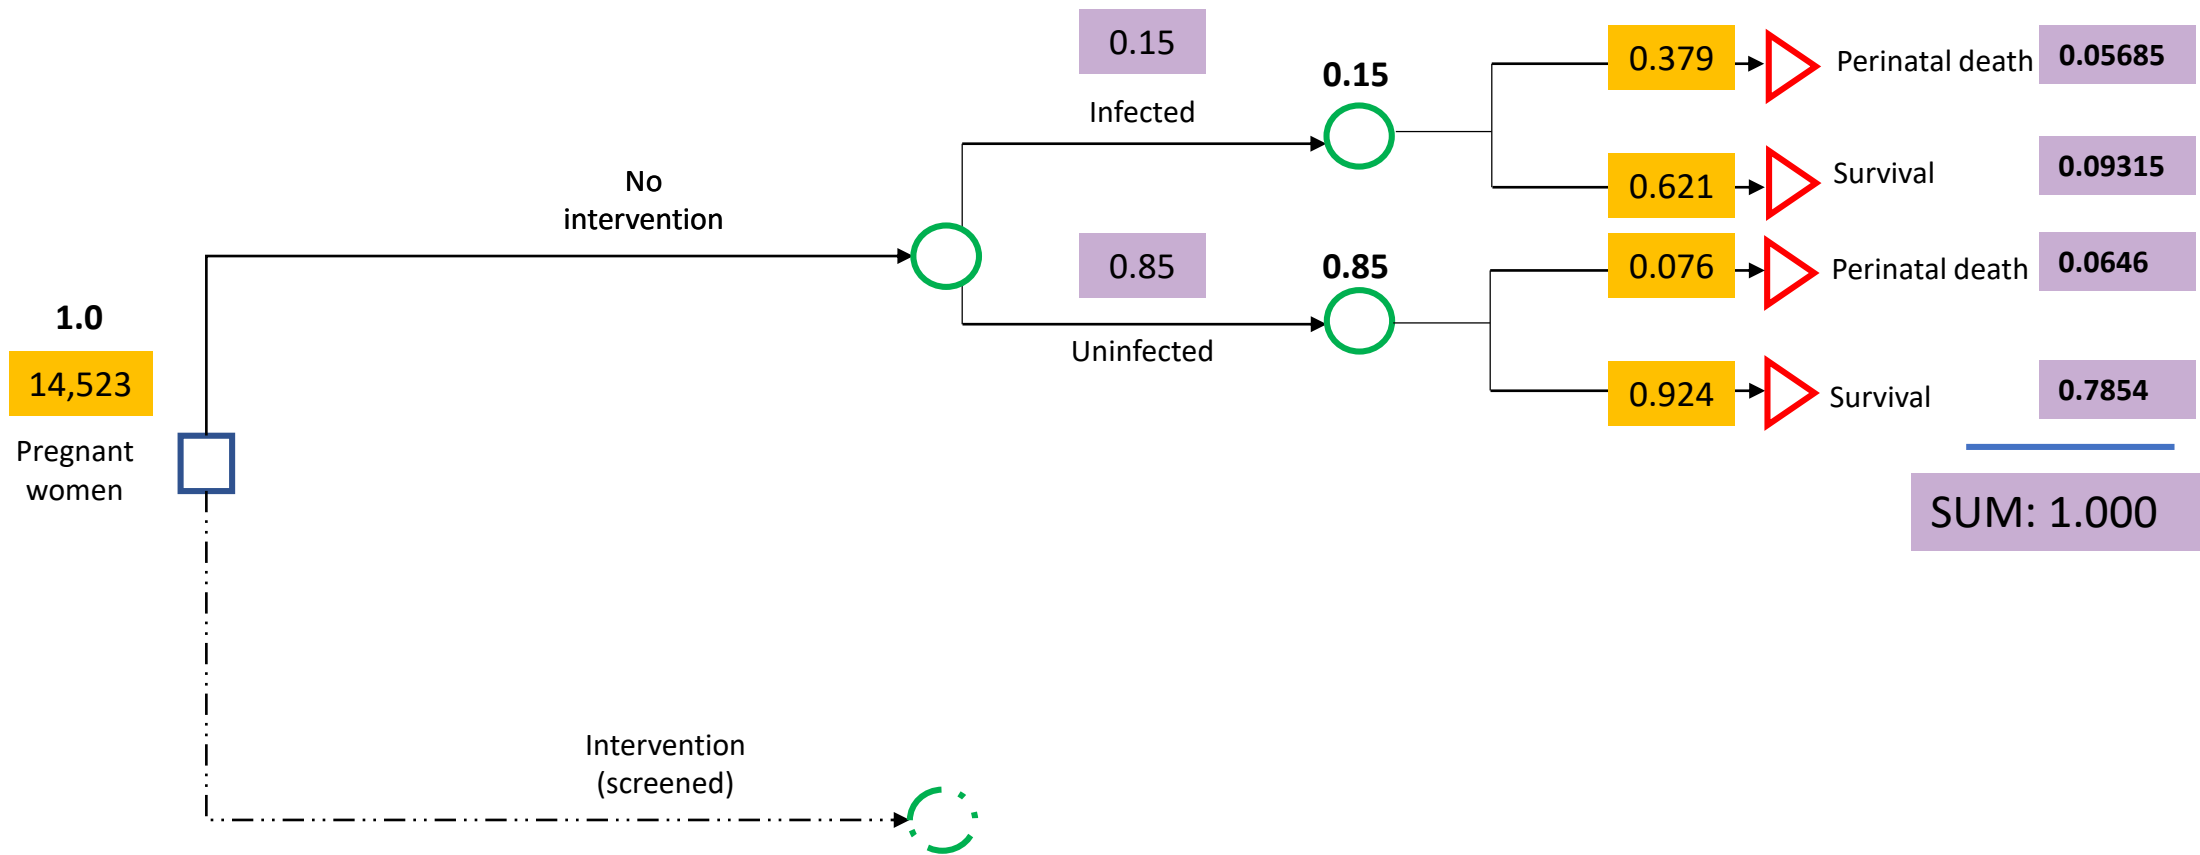 0.15
Infected
0.15
0.379
Perinatal death
0.05685
0.621
Survival
0.09315
No
intervention
0.85
Uninfected
0.85
0.076
Perinatal death
0.0646
0.924
Survival
0.7854
SUM: 1.000
1.0
14,523
Pregnant
women
Intervention
(screened)